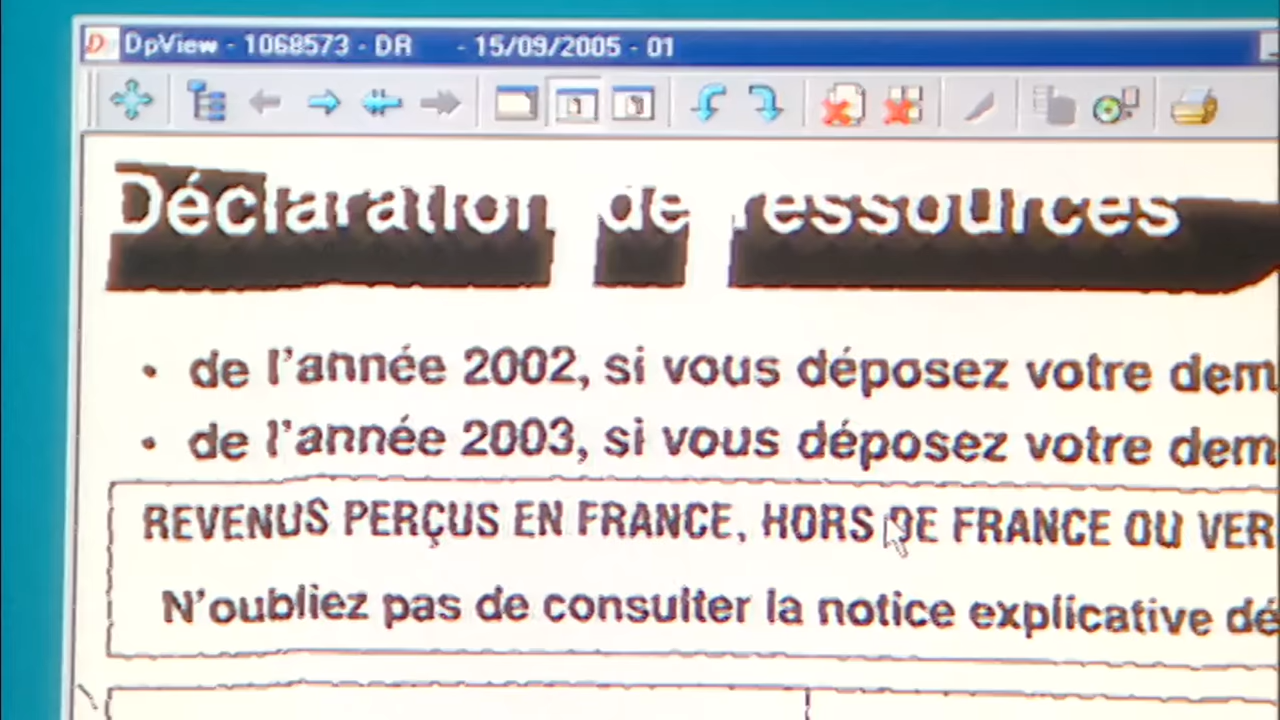 DpView - 1068573 - DR - 15/09/2005 - 01
Déclaration de ressources
• de l'année 2002, si vous déposez votre dem
• de l'année 2003, si vous déposez votre dem
REVENUS PERÇUS EN FRANCE, HORS DE FRANCE OU VER
N'oubliez pas de consulter la notice explicative dé